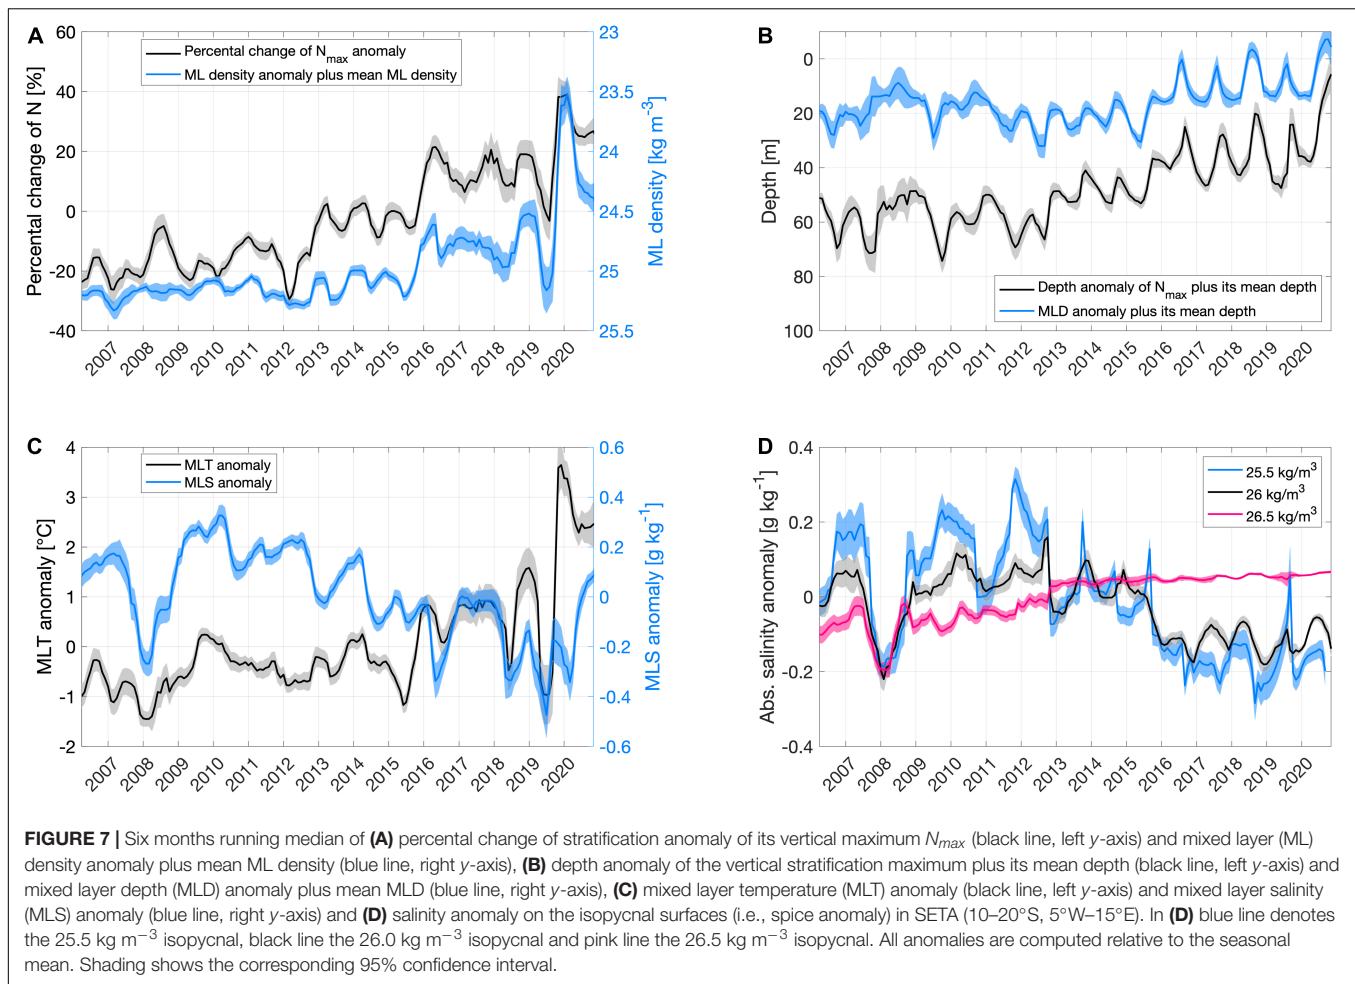 A
60
40
20
0
-20
-40
Percental change of N [%]
Percental change of Nmax anomaly
ML density anomaly plus mean ML density
23
23.5
24
24.5
25
25.5
ML density [kg m-3]
2007 2008 2009 2010 2011 2012 2013 2014 2015 2016 2017 2018 2019 2020
B
0
20
40
60
80
100
Depth [m]
Depth anomaly of Nmax plus its mean depth
MLD anomaly plus its mean depth
2007 2008 2009 2010 2011 2012 2013 2014 2015 2016 2017 2018 2019 2020
C
4
3
2
1
0
-1
-2
MLT anomaly [°C]
MLT anomaly
MLS anomaly
0.6
0.4
0.2
0
-0.2
-0.4
-0.6
MLS anomaly [g kg-1]
2007 2008 2009 2010 2011 2012 2013 2014 2015 2016 2017 2018 2019 2020
D
0.4
0.2
0
-0.2
-0.4
Abs. salinity anomaly [g kg-1]
25.5 kg/m3
26 kg/m3
26.5 kg/m3
2007 2008 2009 2010 2011 2012 2013 2014 2015 2016 2017 2018 2019 2020
FIGURE 7 | Six months running median of (A) percental change of stratification anomaly of its vertical maximum Nmax (black line, left y-axis) and mixed layer (ML)
density anomaly plus mean ML density (blue line, right y-axis), (B) depth anomaly of the vertical stratification maximum plus its mean depth (black line, left y-axis) and
mixed layer depth (MLD) anomaly plus mean MLD (blue line, right y-axis), (C) mixed layer temperature (MLT) anomaly (black line, left y-axis) and mixed layer salinity
(MLS) anomaly (blue line, right y-axis) and (D) salinity anomaly on the isopycnal surfaces (i.e., spice anomaly) in SETA (10–20°S, 5°W–15°E). In (D) blue line denotes
the 25.5 kg m−3 isopycnal, black line the 26.0 kg m−3 isopycnal and pink line the 26.5 kg m−3 isopycnal. All anomalies are computed relative to the seasonal
mean. Shading shows the corresponding 95% confidence interval.